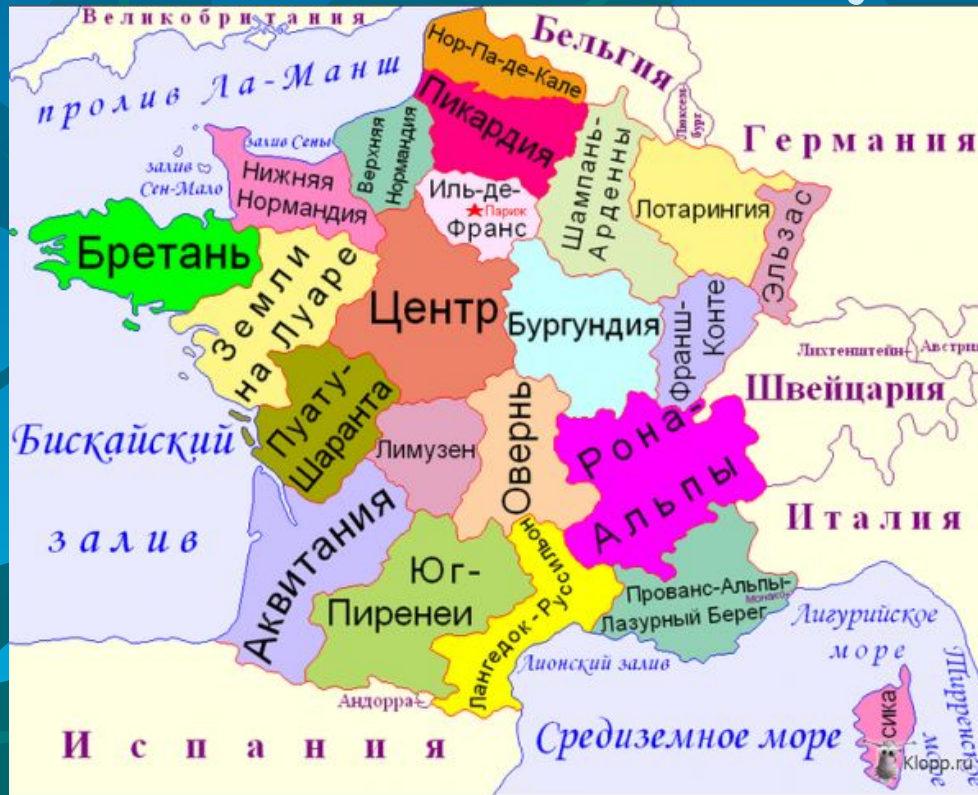 Великобритания
пролив Ла-Манш
Нор-Па-де-Кале
Бельгия
Люксем-
бург
Германия
Пикардия
залив Сены
залив
Сен-Мало
Верхняя
Нормандия
Нижняя
Нормандия
Иль-де-
Париж
Франс
Шампань-
Арденны
Лотарингия
Эльзас
Бретань
Земли
на Луаре
Центр
Бургундия
Франш-
Конте
Лихтенштейн
Австрия
Швейцария
Бискайский
залив
Пуату-
Шаранта
Лимузен
Овернь
Рона-
Альпы
Италия
Аквитания
Юг-
Пиренеи
Лангедок-Руссильон
Прованс-Альпы-
Монако
Лазурный Берег
Лигурийское
море
Лионский залив
Андорра
Испания
Средиземное море
Тирренское
море
сика
Klopp.ru